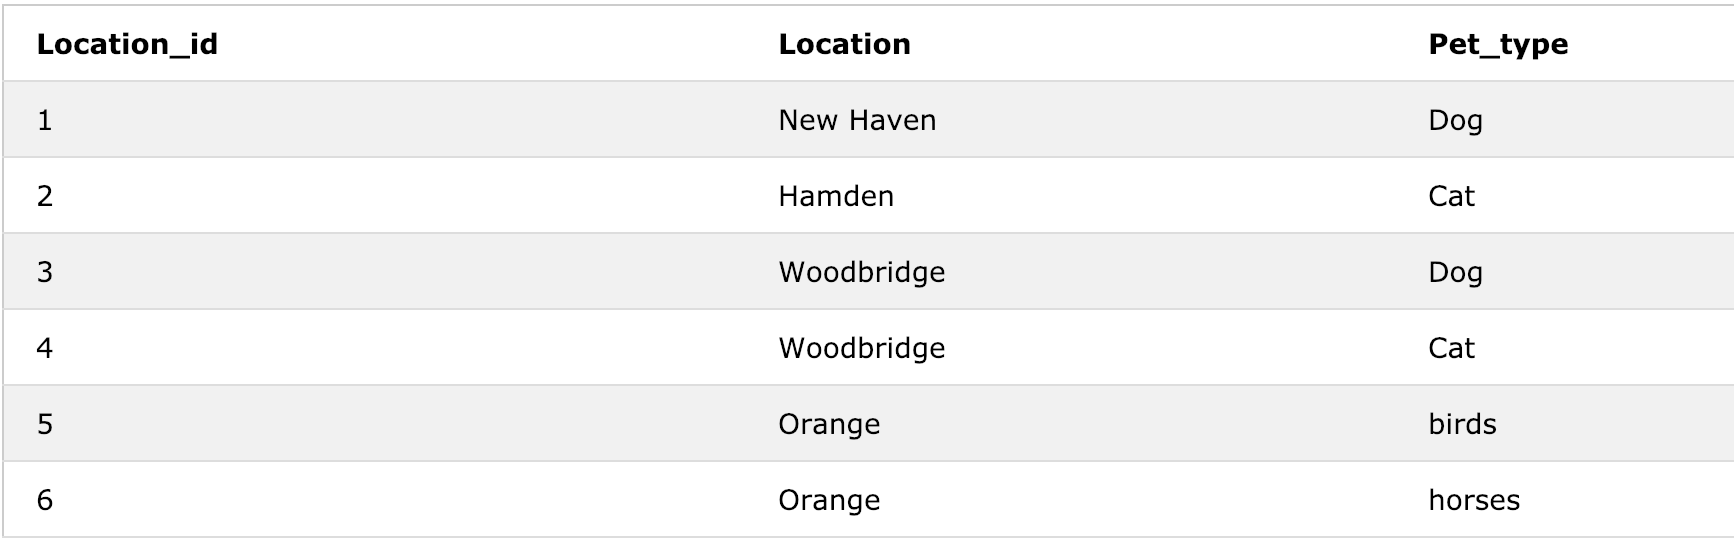 Location_id Location Pet_type
1 New Haven Dog
2 Hamden Cat
3 Woodbridge Dog
4 Woodbridge Cat
5 Orange birds
6 Orange horses